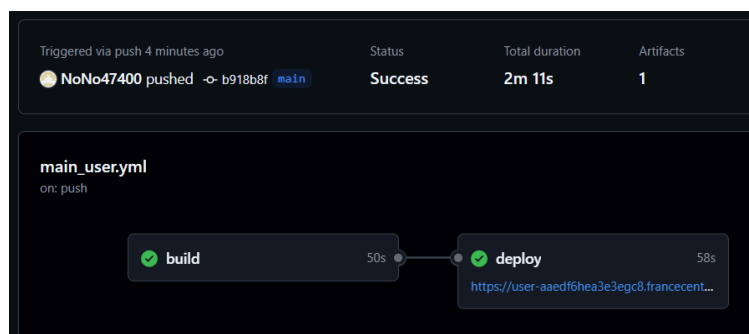 Triggered via push 4 minutes ago
Status
Total duration
Artifacts
NoNo47400 pushed b918b8f main
Success
2m 11s
1
main_user.yml
on: push
build
50s
deploy
58s
https://user-aaedf6hea3e3egc8.francecent...